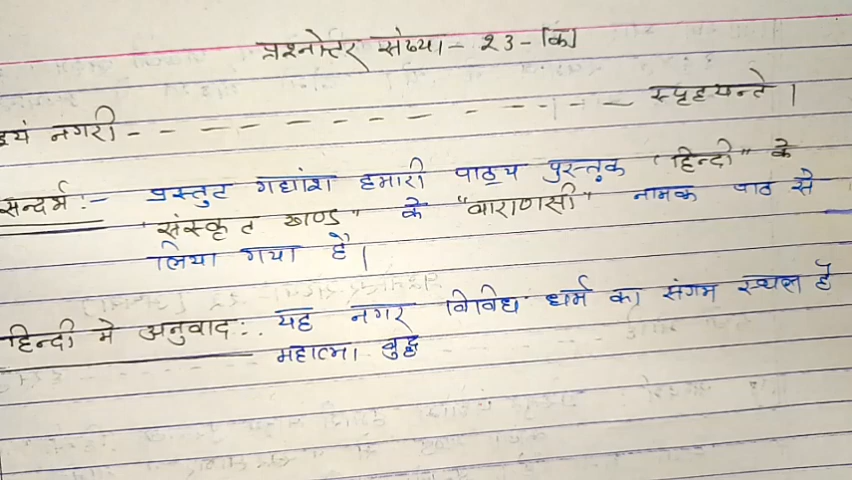 प्रश्नोत्तर संख्या - 23 - (क)
इयं नगरी - - - - - - - - - - - - - - स्पृहयन्ते ।
सन्दर्भ :- प्रस्तुत गद्यांश हमारी पाठ्य पुस्तक "हिन्दी" के
"संस्कृत खण्ड" के "वाराणसी" नामक पाठ से
लिया गया है ।
हिन्दी में अनुवाद :- यह नगर विविध धर्म का संगम स्थल है
महात्मा बुद्ध